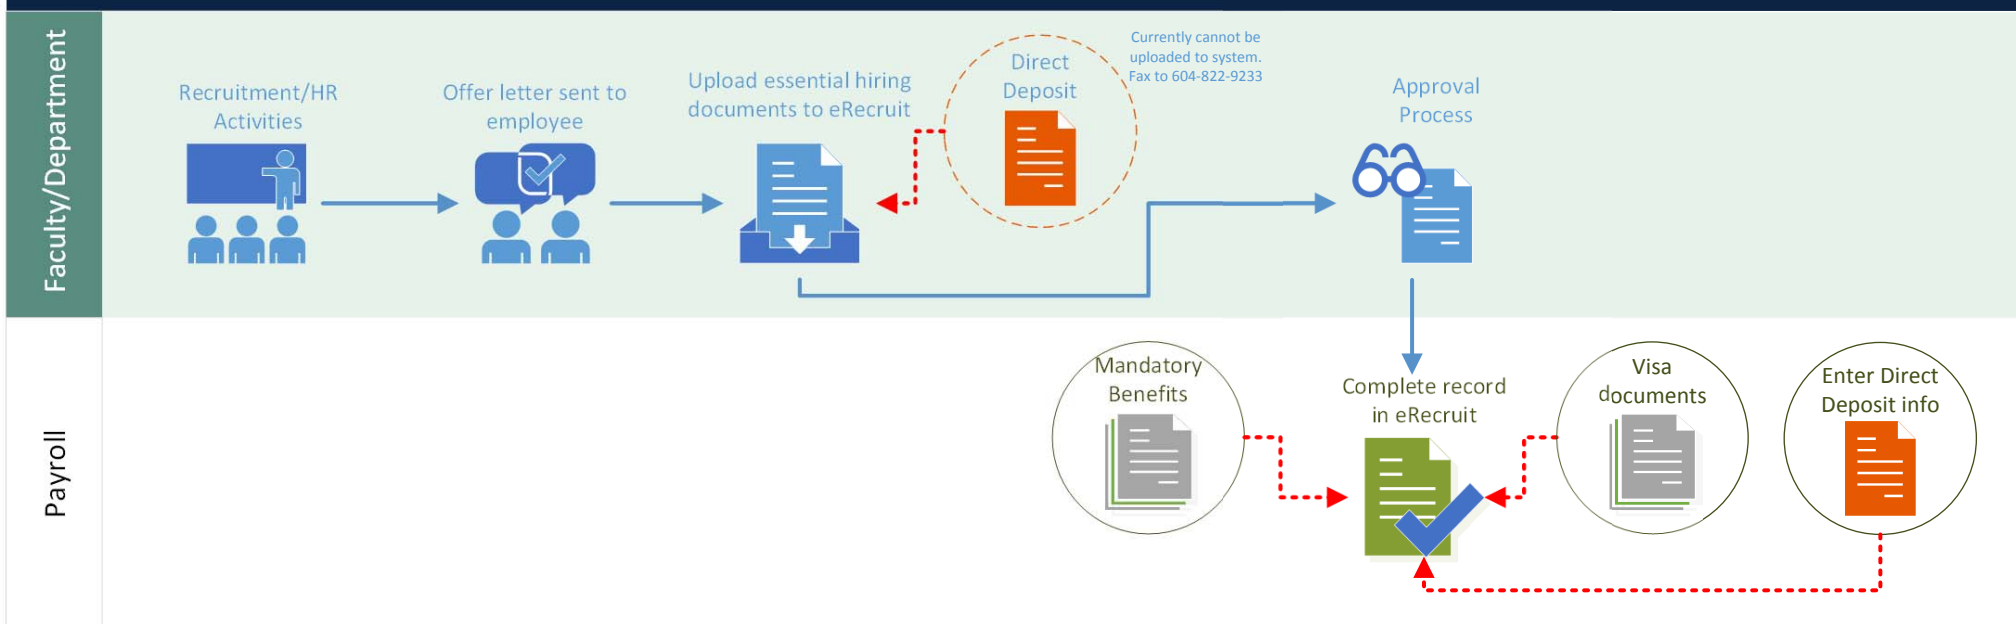 Faculty/Department
Recruitment/HR
Activities
Offer letter sent to
employee
Upload essential hiring
documents to eRecruit
Direct
Deposit
Currently cannot be
uploaded to system.
Fax to 604-822-9233
Approval
Process
Payroll
Mandatory
Benefits
Complete record
in eRecruit
Visa
documents
Enter Direct
Deposit info